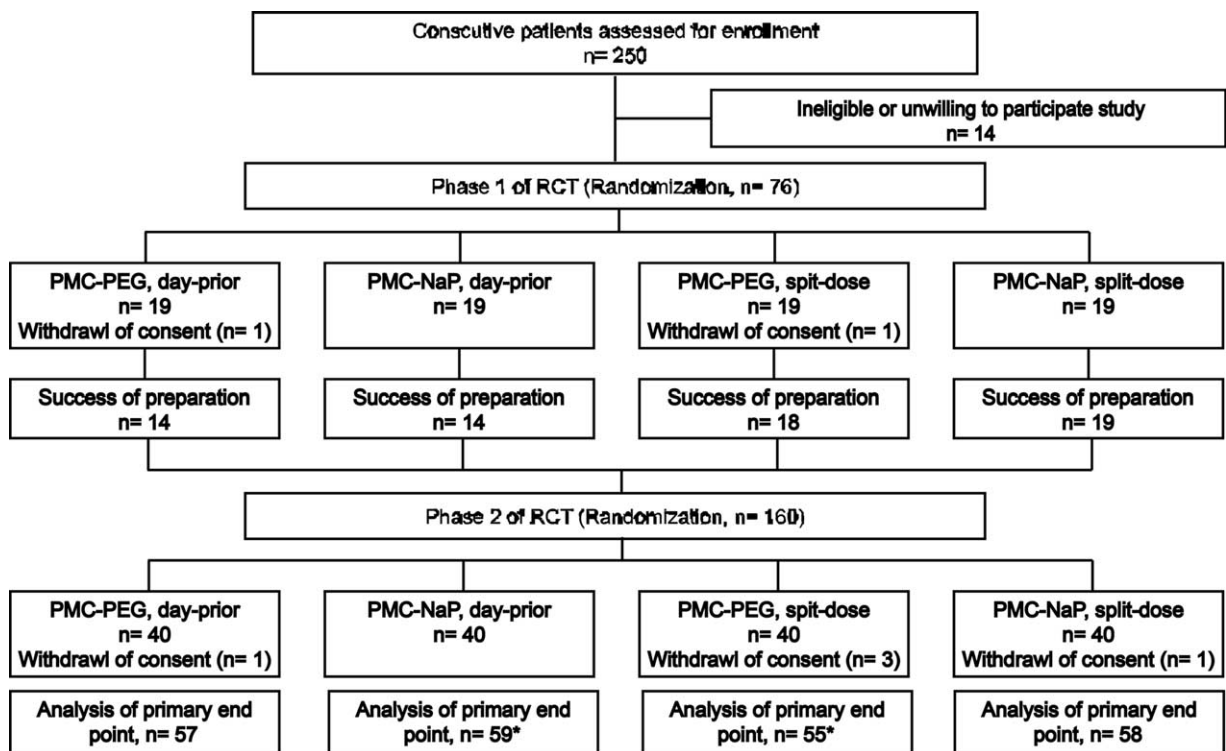 Conscutive patients assessed for enrollment
n= 250
Ineligible or unwilling to participate study
n= 14
Phase 1 of RCT (Randomization, n= 76)
PMC-PEG, day-prior
n= 19
Withdrawl of consent (n= 1)
PMC-NaP, day-prior
n= 19
PMC-PEG, spit-dose
n= 19
Withdrawl of consent (n= 1)
PMC-NaP, split-dose
n= 19
Success of preparation
n= 14
Success of preparation
n= 14
Success of preparation
n= 18
Success of preparation
n= 19
Phase 2 of RCT (Randomization, n= 160)
PMC-PEG, day-prior
n= 40
Withdrawl of consent (n= 1)
PMC-NaP, day-prior
n= 40
PMC-PEG, spit-dose
n= 40
Withdrawl of consent (n= 3)
PMC-NaP, split-dose
n= 40
Withdrawl of consent (n= 1)
Analysis of primary end
point, n= 57
Analysis of primary end
point, n= 59*
Analysis of primary end
point, n= 55*
Analysis of primary end
point, n= 58